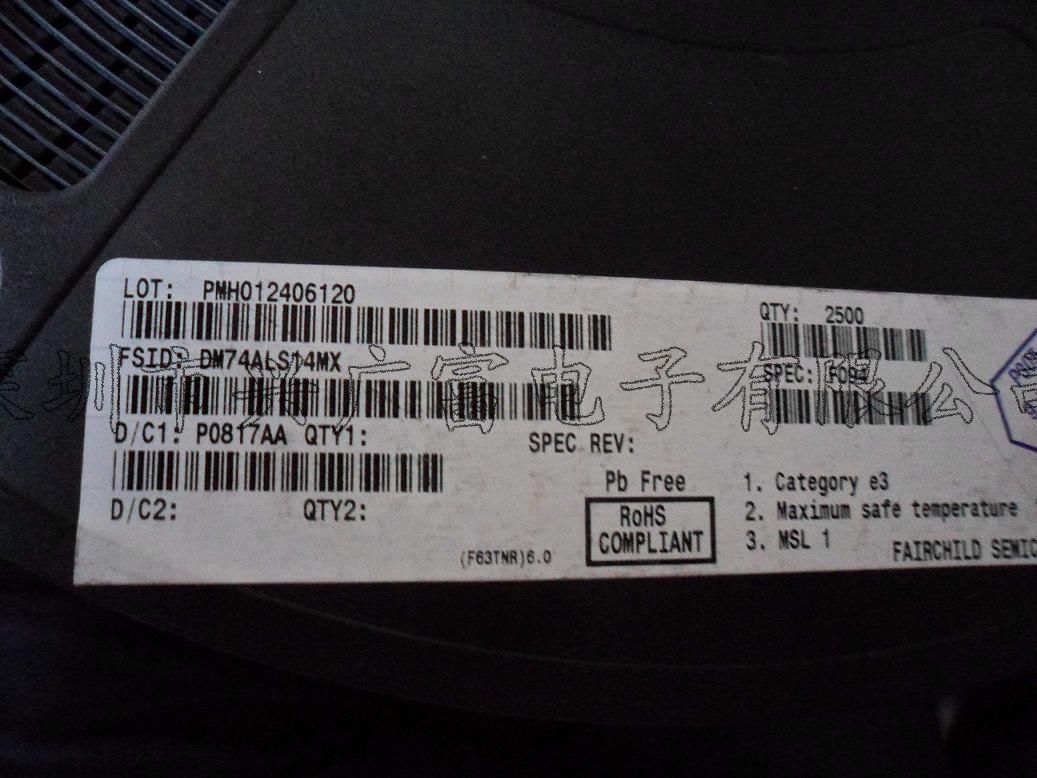 LOT: PMH012406120
QTY: 2500
FSID: DM74ALS14MX
SPEC:
圳市兴广富电子有限公司
D/C1: P0817AA QTY1:
SPEC REV:
D/C2: QTY2:
Pb Free
RoHS
COMPLIANT
(F63TNR)6.0
1. Category e3
2. Maximum safe temperature
3. MSL 1
FAIRCHILD SEMIC